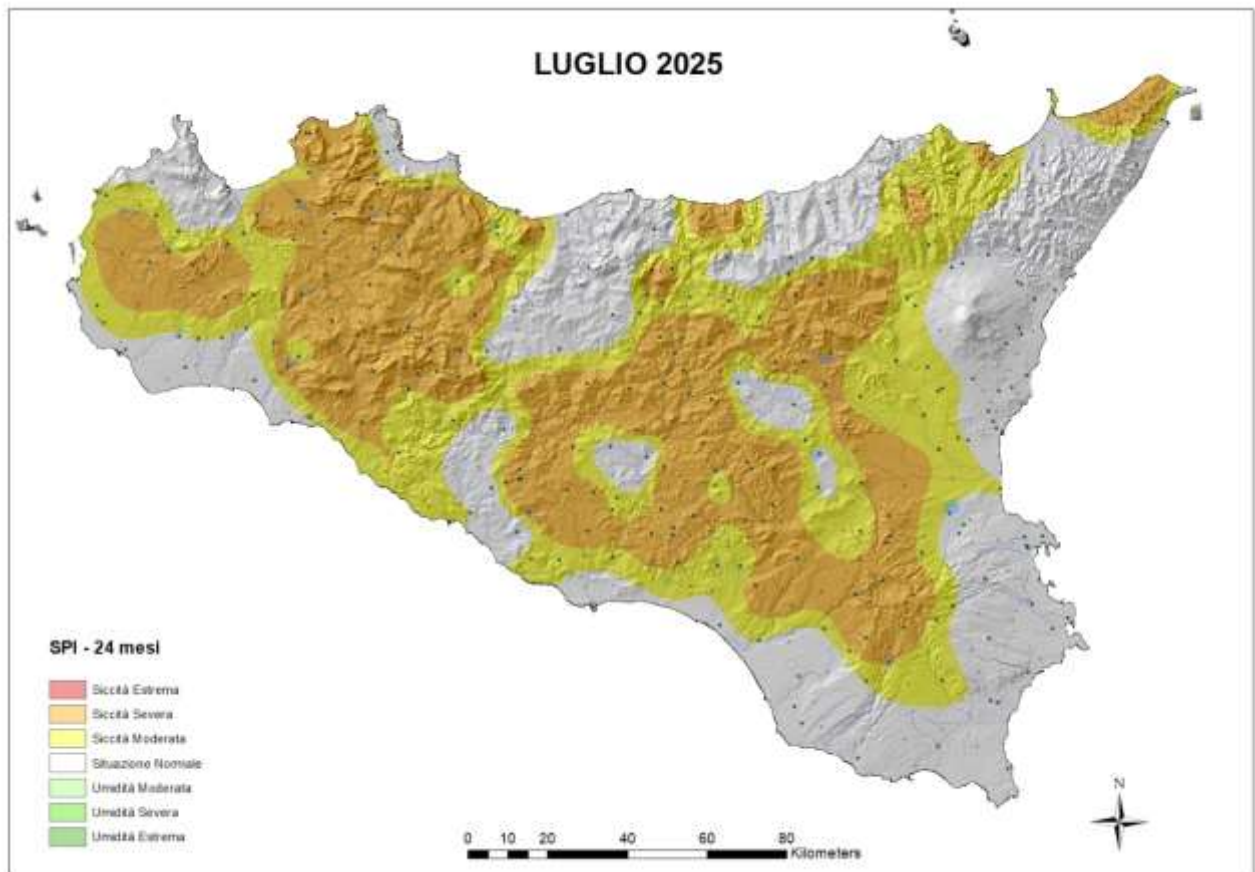 LUGLIO 2025
SPI - 24 mesi
Siccità Estrema
Siccità Severa
Siccità Moderata
Situazione Normale
Umidità Moderata
Umidità Severa
Umidità Estrema
0 10 20 40 60 80
Kilometers
N